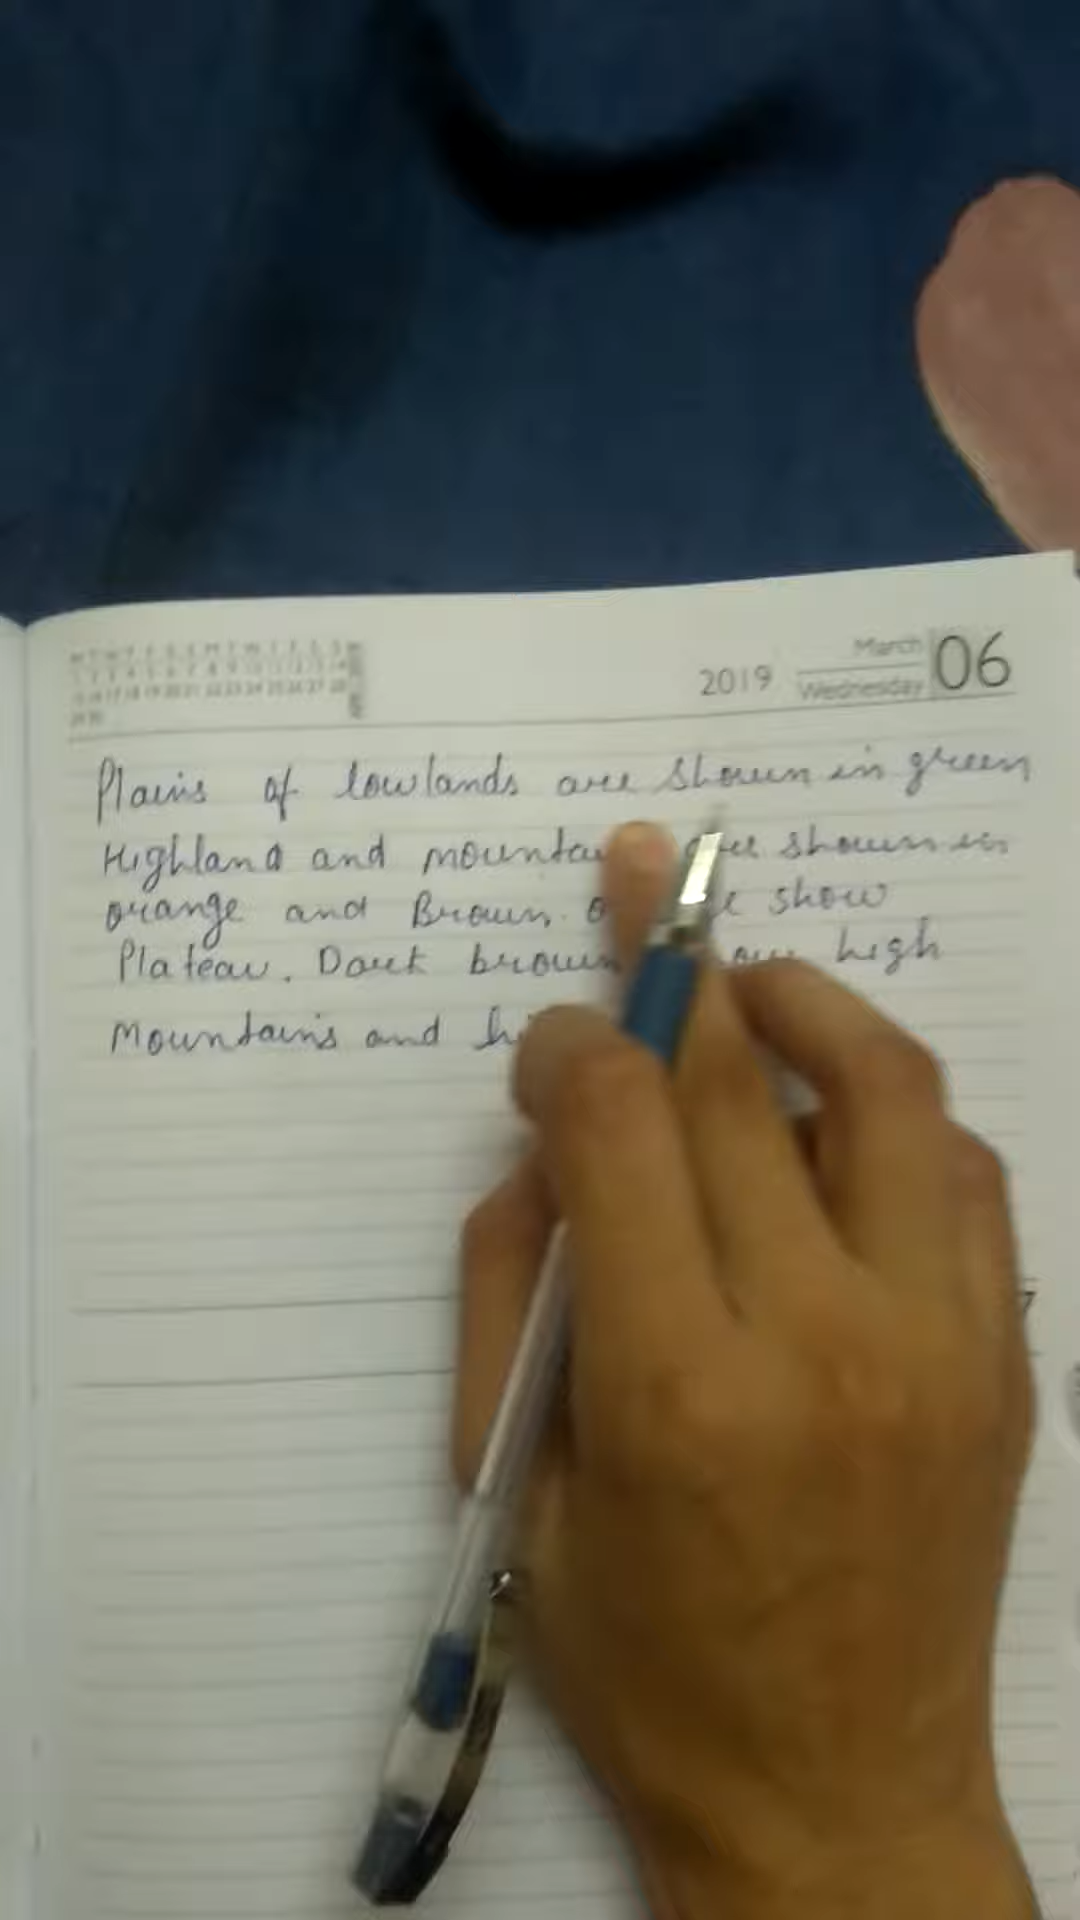 2019 March 06
Wednesday
Plains of lowlands are shown in green
Highland and are shown in
orange and Brown show
Plateau. Dark brown high
Mountains and
7